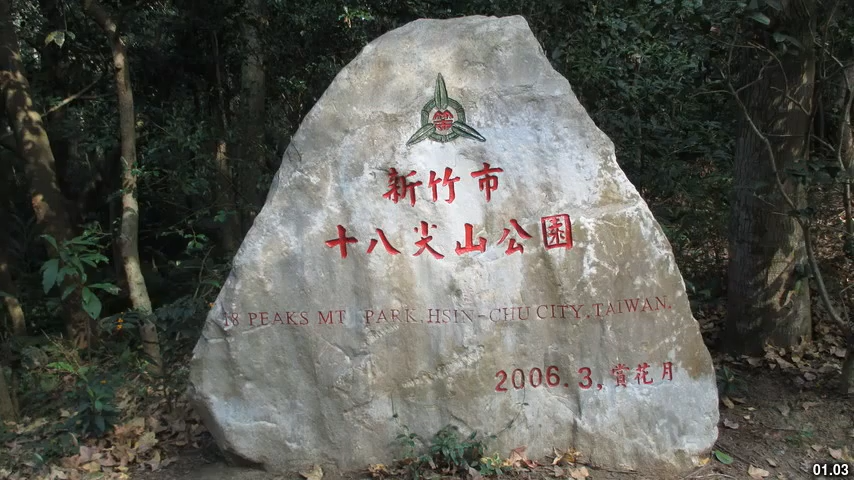 新竹市
十八尖山公園
18 PEAKS MT PARK. HSIN-CHU CITY, TAIWAN.
2006.3, 賞花月
01.03